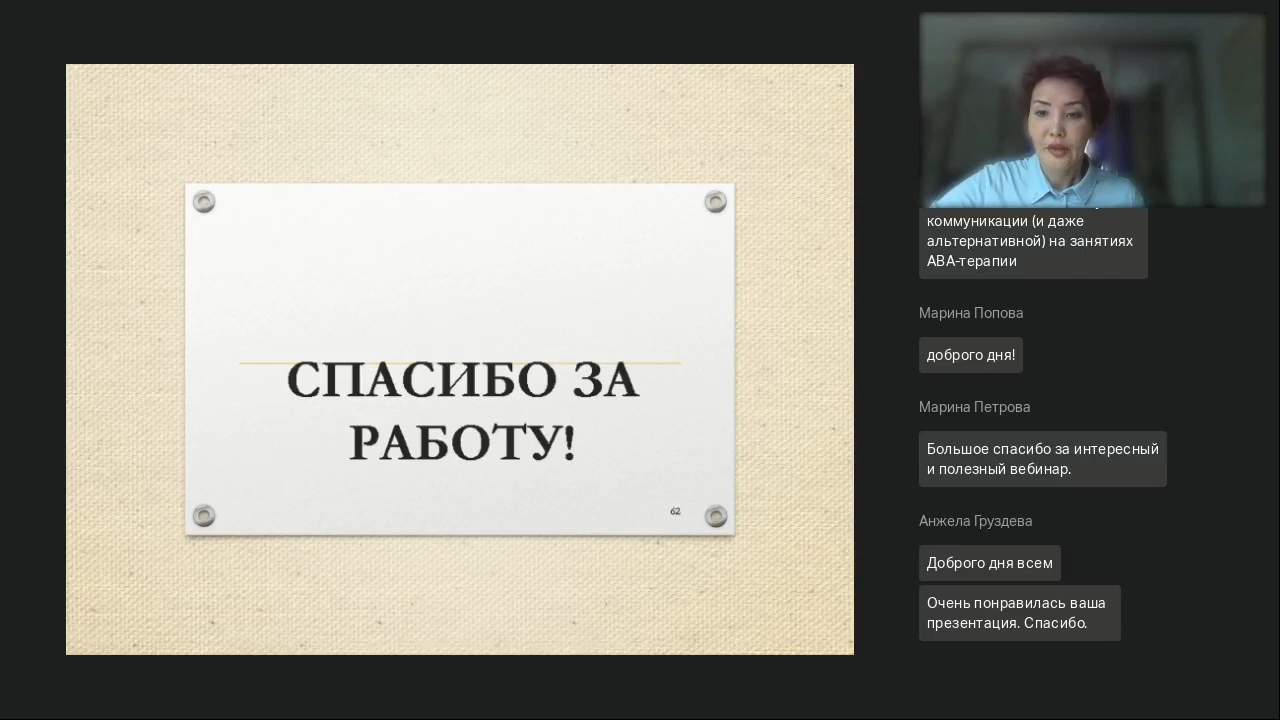 СПАСИБО ЗА
РАБОТУ!
62
коммуникации (и даже
альтернативной) на занятиях
АВА-терапии
Марина Попова
доброго дня!
Марина Петрова
Большое спасибо за интересный
и полезный вебинар.
Анжела Груздева
Доброго дня всем
Очень понравилась ваша
презентация. Спасибо.